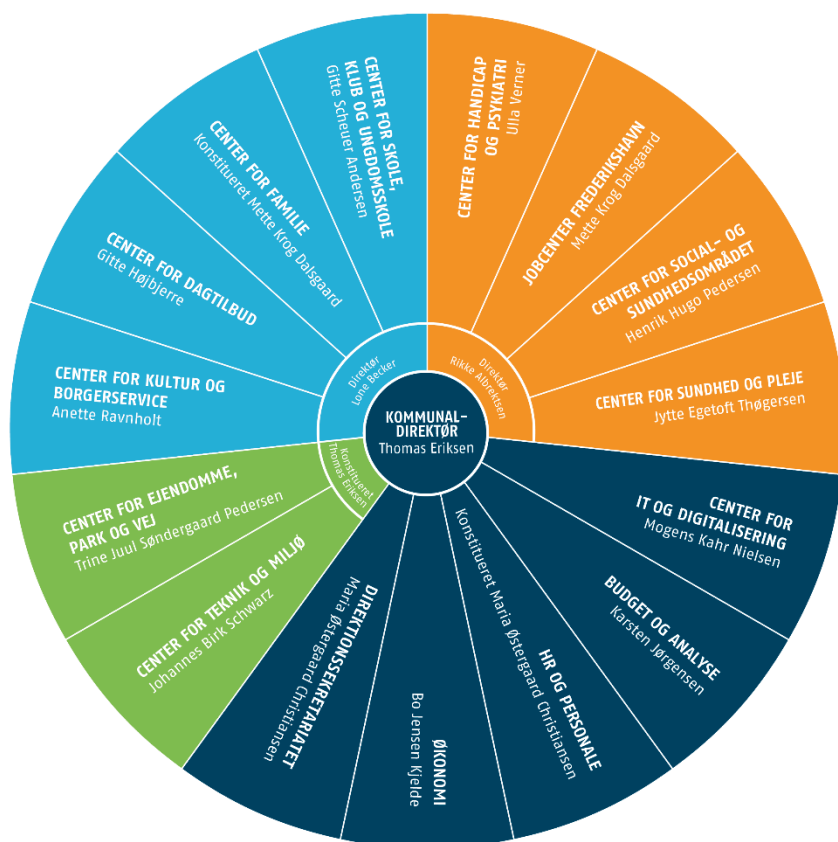 KOMMUNAL-
DIREKTØR
Thomas Eriksen
Direktør
Rikke Albrektsen
CENTER FOR HANDICAP
OG PSYKIATRI
Ulla Verner
JOBCENTER FREDERIKSHAVN
Mette Krog Dalsgaard
CENTER FOR SOCIAL- OG
SUNDHEDSOMRÅDET
Henrik Hugo Pedersen
CENTER FOR SUNDHED OG PLEJE
Jytte Egetoft Thøgersen
CENTER FOR
IT OG DIGITALISERING
Mogens Kahr Nielsen
BUDGET OG ANALYSE
Karsten Jørgensen
HR OG PERSONALE
Konstitueret Maria Østergaard Christiansen
ØKONOMI
Bo Jensen Kjelde
DIREKTIONSSEKRETARIATET
Maria Østergaard Christiansen
Konstitueret
Thomas Eriksen
CENTER FOR TEKNIK OG MILJØ
Johannes Birk Schwarz
CENTER FOR EJENDOMME,
PARK OG VEJ
Trine Juul Søndergaard Pedersen
Direktør
Lone Becker
CENTER FOR KULTUR OG
BORGERSERVICE
Anette Ravnholt
CENTER FOR DAGTILBUD
Gitte Højbjerre
CENTER FOR FAMILIE
Konstitueret Mette Krog Dalsgaard
CENTER FOR SKOLE,
KLUB OG UNGDOMSSKOLE
Gitte Scheuer Andersen